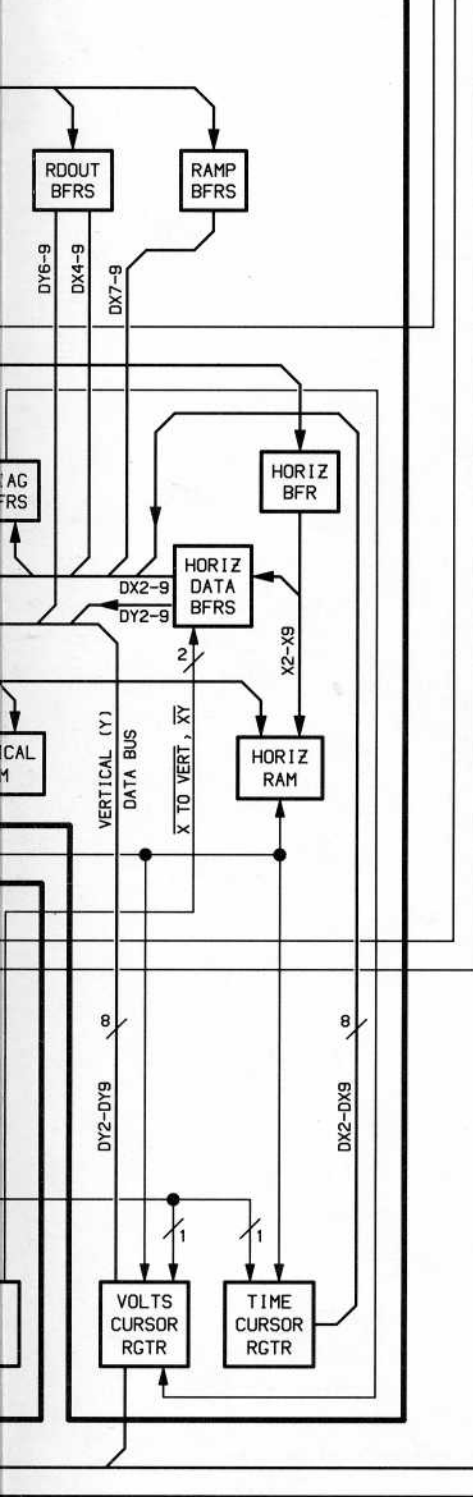 RDOUT
BFRS
RAMP
BFRS
DY6-9
DX4-9
DX7-9
HORIZ
BFR
IAG
FRS
HORIZ
DATA
BFRS
DX2-9
DY2-9
2
X2-X9
VERTICAL (Y)
DATA BUS
X TO VERT, XY
HORIZ
RAM
ICAL
M
8
8
DY2-DY9
DX2-DX9
1
1
VOLTS
CURSOR
RGTR
TIME
CURSOR
RGTR